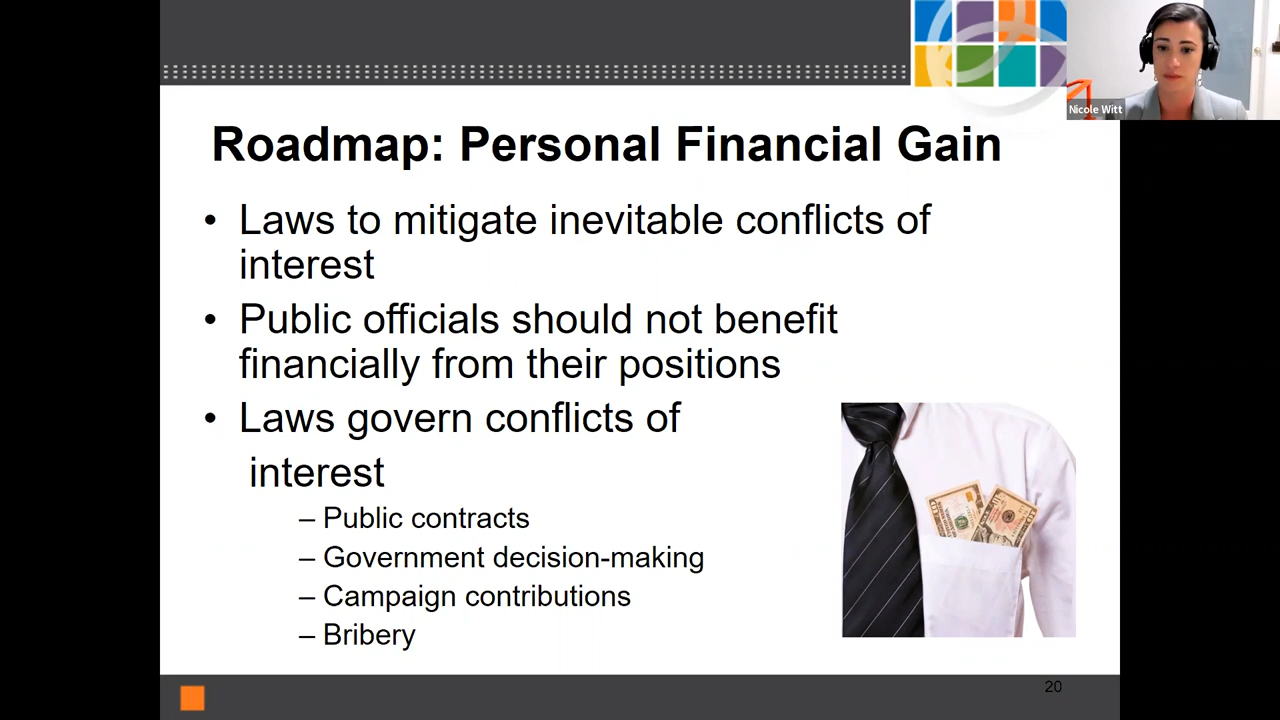 Nicole Witt
Roadmap: Personal Financial Gain
• Laws to mitigate inevitable conflicts of
interest
• Public officials should not benefit
financially from their positions
• Laws govern conflicts of
interest
– Public contracts
– Government decision-making
– Campaign contributions
– Bribery
20